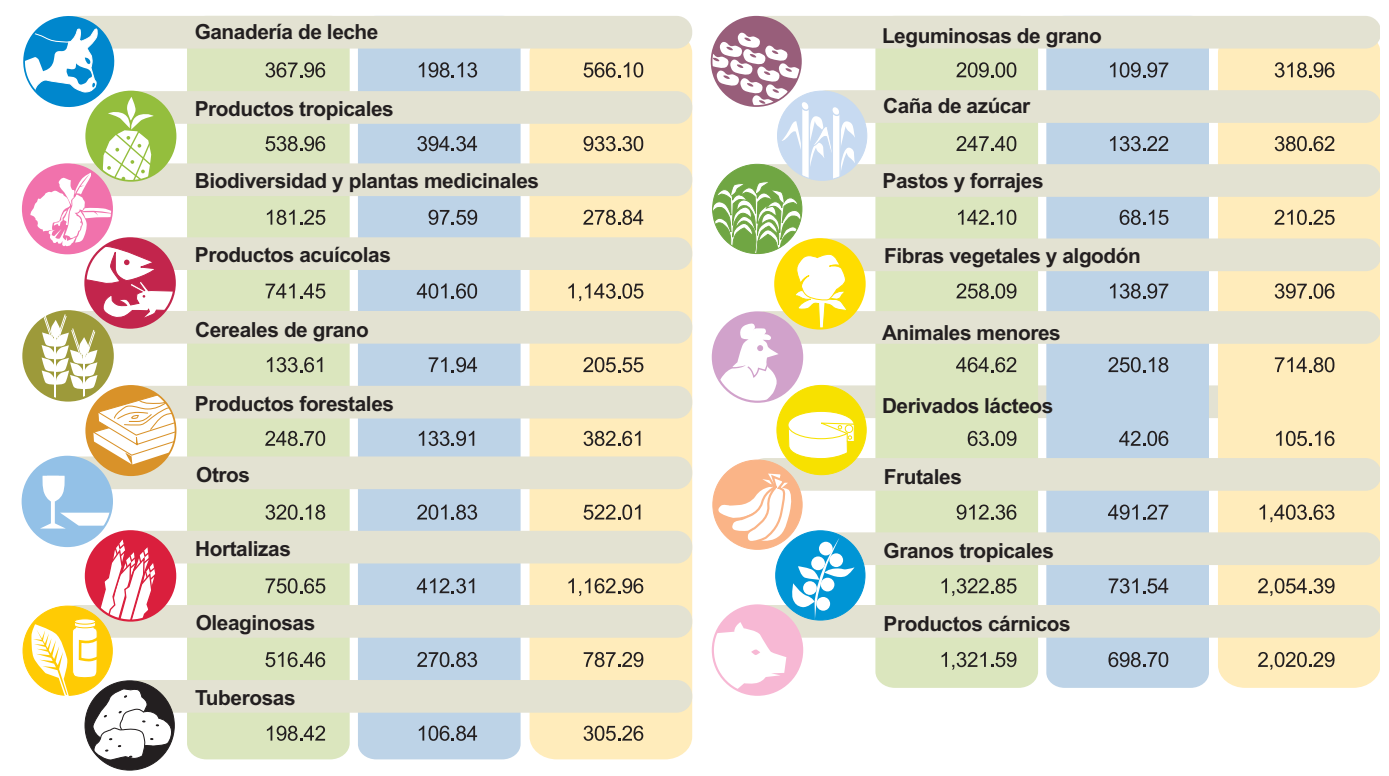 Ganadería de leche
367.96 198.13 566.10
Productos tropicales
538.96 394.34 933.30
Biodiversidad y plantas medicinales
181.25 97.59 278.84
Productos acuícolas
741.45 401.60 1,143.05
Cereales de grano
133.61 71.94 205.55
Productos forestales
248.70 133.91 382.61
Otros
320.18 201.83 522.01
Hortalizas
750.65 412.31 1,162.96
Oleaginosas
516.46 270.83 787.29
Tuberosas
198.42 106.84 305.26
Leguminosas de grano
209.00 109.97 318.96
Caña de azúcar
247.40 133.22 380.62
Pastos y forrajes
142.10 68.15 210.25
Fibras vegetales y algodón
258.09 138.97 397.06
Animales menores
464.62 250.18 714.80
Derivados lácteos
63.09 42.06 105.16
Frutales
912.36 491.27 1,403.63
Granos tropicales
1,322.85 731.54 2,054.39
Productos cárnicos
1,321.59 698.70 2,020.29